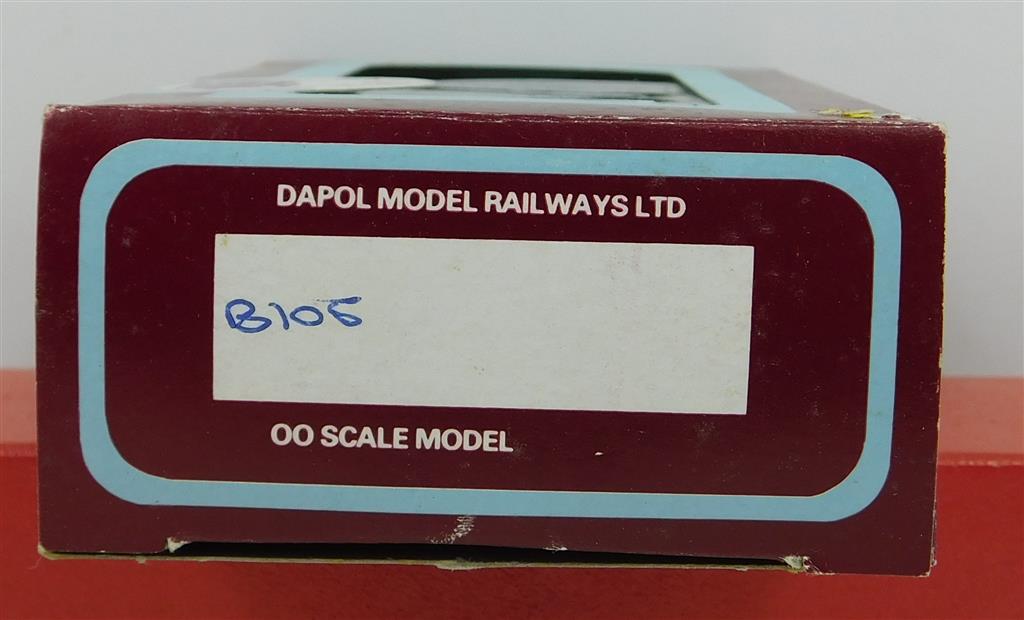 DAPOL MODEL RAILWAYS LTD
B105
OO SCALE MODEL